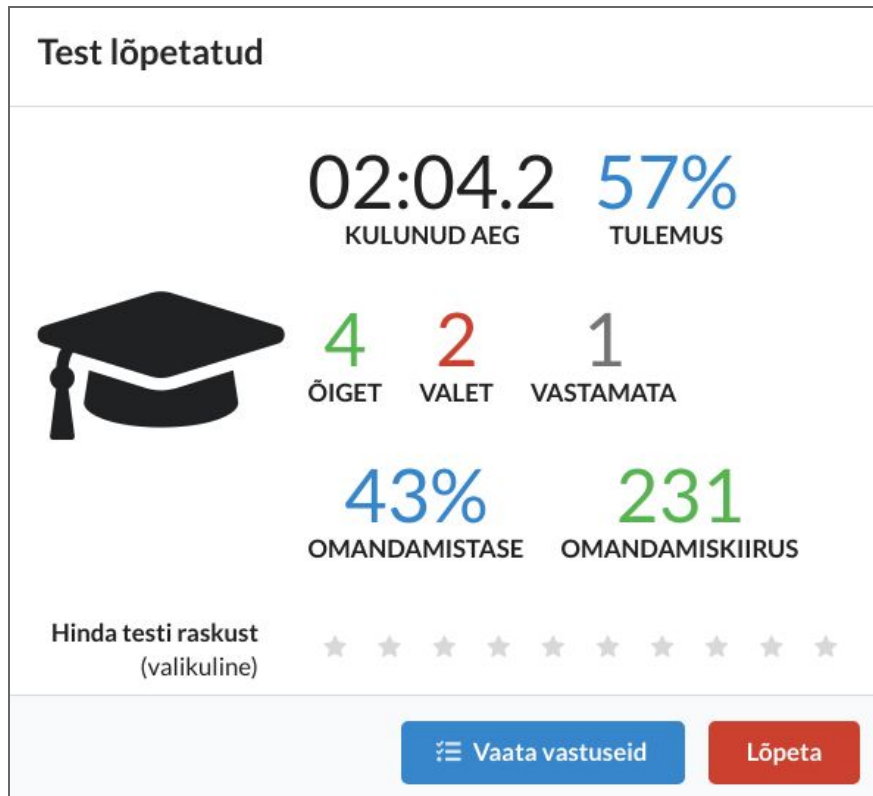 Test lõpetatud
02:04.2 57%
KULUNUD AEG TULEMUS
4 2 1
ÕIGET VALET VASTAMATA
43% 231
OMANDAMISTASE OMANDAMISKIIRUS
Hinda testi raskust
(valikuline)
Vaata vastuseid Lõpeta